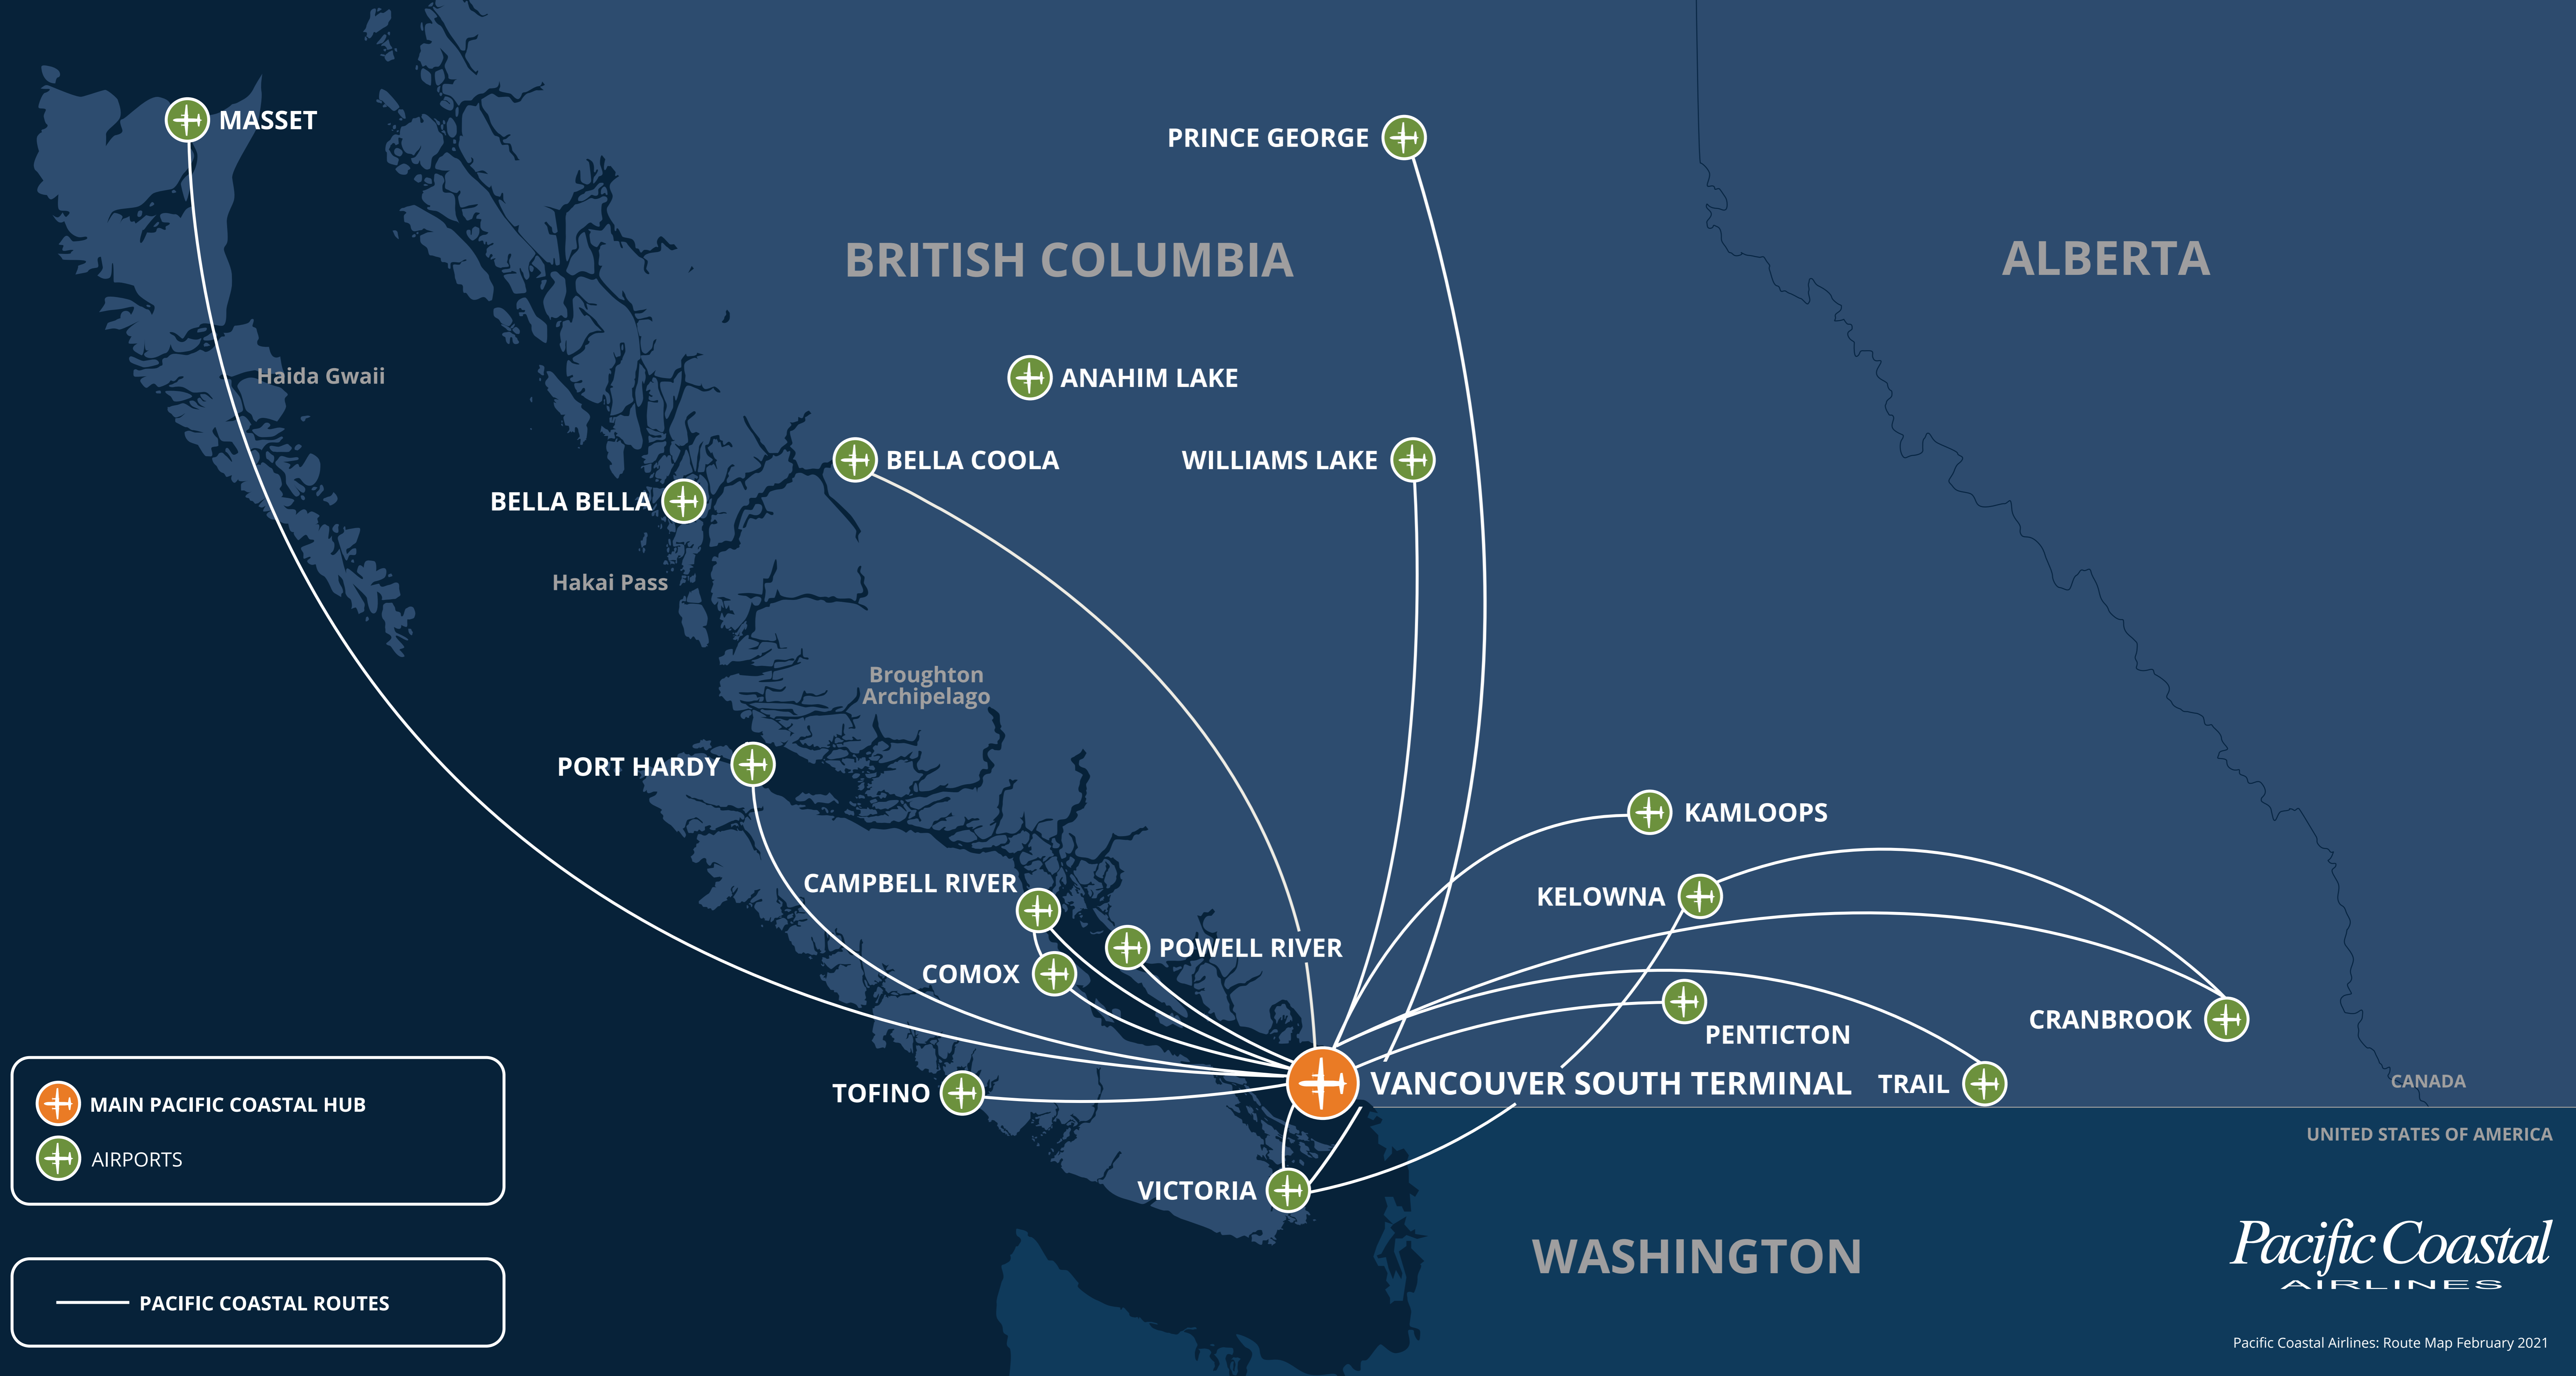 MASSET
PRINCE GEORGE
BRITISH COLUMBIA
ALBERTA
Haida Gwaii
ANAHIM LAKE
BELLA COOLA
WILLIAMS LAKE
BELLA BELLA
Hakai Pass
Broughton
Archipelago
PORT HARDY
KAMLOOPS
CAMPBELL RIVER
KELOWNA
POWELL RIVER
COMOX
CRANBROOK
PENTICTON
TOFINO
VANCOUVER SOUTH TERMINAL
TRAIL
CANADA
UNITED STATES OF AMERICA
VICTORIA
WASHINGTON
MAIN PACIFIC COASTAL HUB
AIRPORTS
PACIFIC COASTAL ROUTES
Pacific Coastal
AIRLINES
Pacific Coastal Airlines: Route Map February 2021